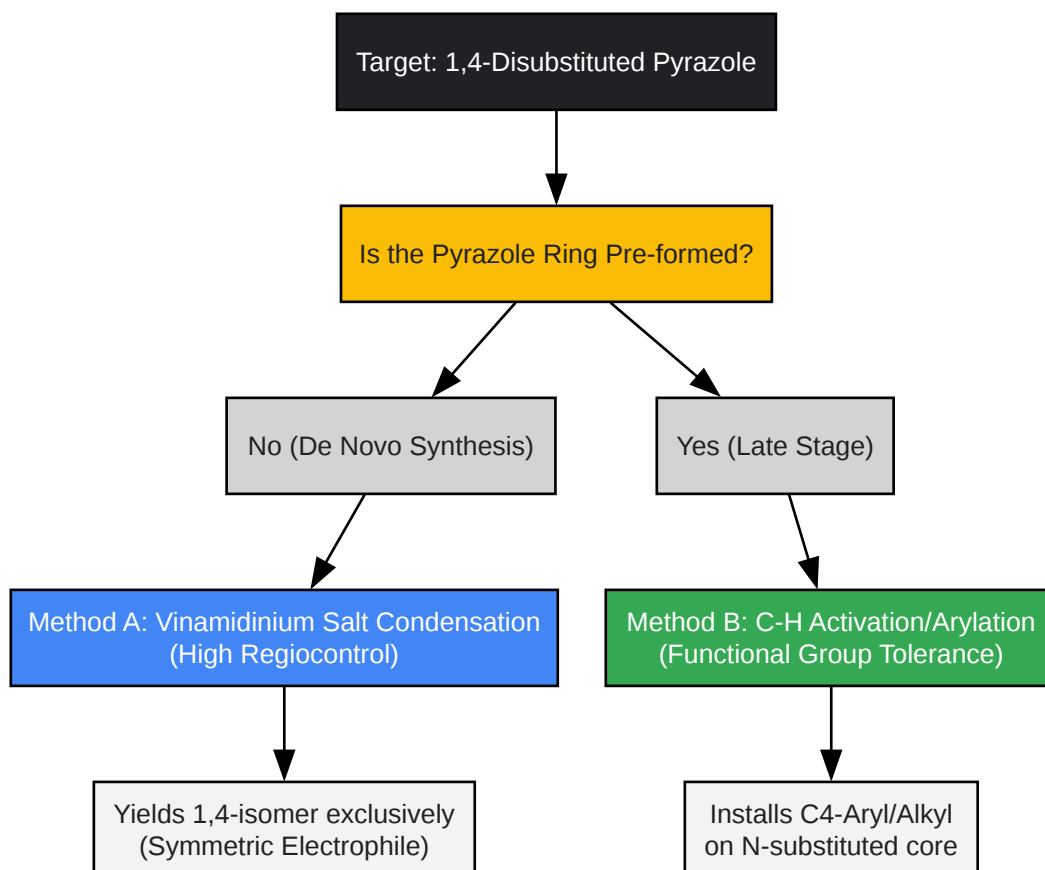 Target: 1,4-Disubstituted Pyrazole
Is the Pyrazole Ring Pre-formed?
No (De Novo Synthesis)
Yes (Late Stage)
Method A: Vinamidinium Salt Condensation
(High Regiocontrol)
Method B: C-H Activation/Arylation
(Functional Group Tolerance)
Yields 1,4-isomer exclusively
(Symmetric Electrophile)
Installs C4-Aryl/Alkyl
on N-substituted core